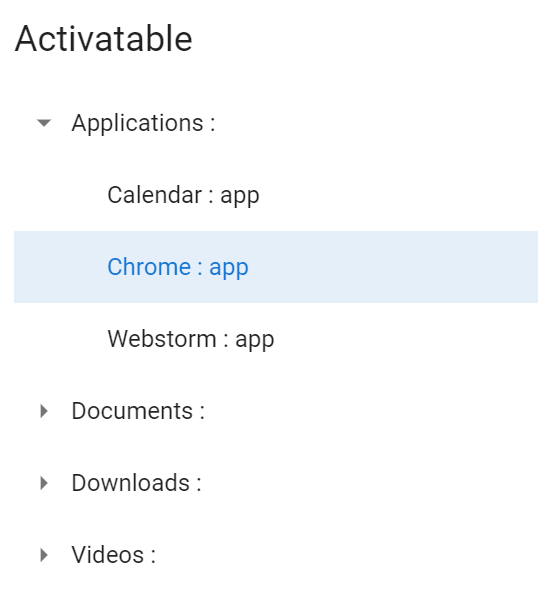 Activatable
Applications :
Calendar : app
Chrome : app
Webstorm : app
Documents :
Downloads :
Videos :